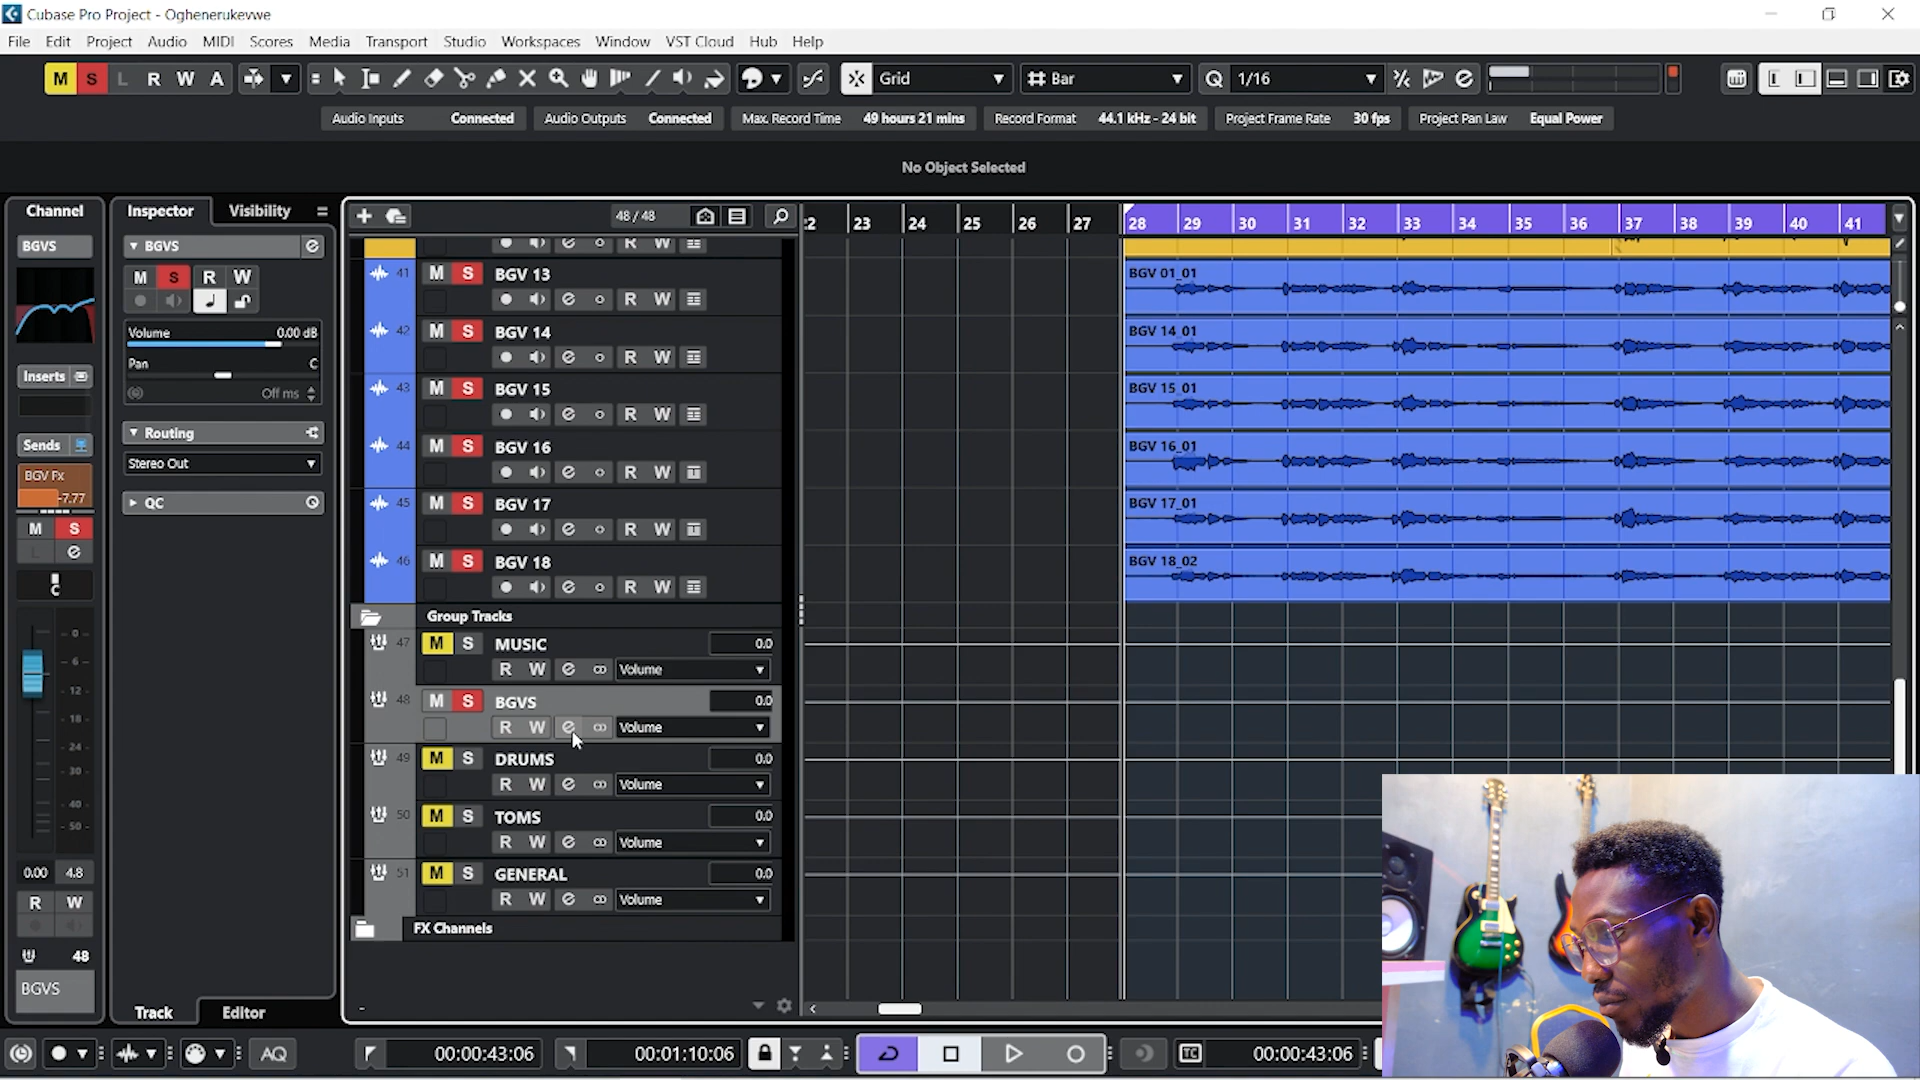 Cubase Pro Project - Oghenerukevwe
File Edit Project Audio MIDI Scores Media Transport Studio Workspaces Window VST Cloud Hub Help
M S L R W A Grid Bar Q 1/16
Audio Inputs Connected Audio Outputs Connected Max. Record Time 49 hours 21 mins Record Format 44.1 kHz - 24 bit Project Frame Rate 30 fps Project Pan Law Equal Power
No Object Selected
Channel Inspector Visibility 48 / 48 23 24 25 26 27 28 29 30 31 32 33 34 35 36 37 38 39 40 41
BGVS BGVS
R W
M S R W 41 M S BGV 13 BGV 01_01
R W
Volume 0.00 dB 42 M S BGV 14 BGV 14_01
Pan C R W
Inserts Off ms 43 M S BGV 15 BGV 15_01
R W
Sends Routing 44 M S BGV 16 BGV 16_01
Stereo Out R W
BGV Fx
-7.77 QC 45 M S BGV 17 BGV 17_01
M S R W
L 46 M S BGV 18 BGV 18_02
C R W
Group Tracks
0 47 M S MUSIC 0.0
6 R W Volume
12 48 M S BGVS 0.0
18 R W Volume
24 49 M S DRUMS 0.0
30 R W Volume
40 50 M S TOMS 0.0
50 R W Volume
0.00 4.8 51 M S GENERAL 0.0
R W R W Volume
FX Channels
48
BGVS
Track Editor
AQ 00:00:43:06 00:01:10:06 TC 00:00:43:06